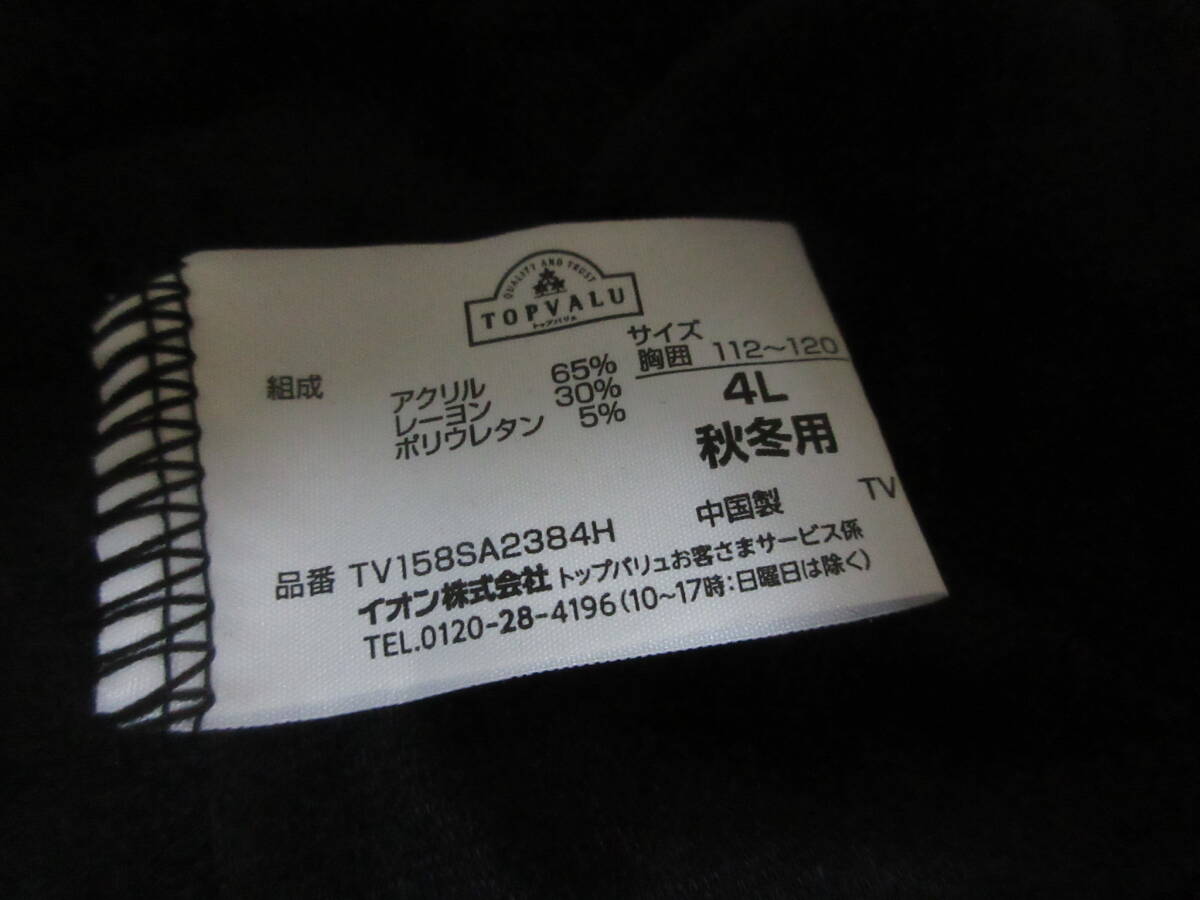 QUALITY AND TRUST
TOPVALU
トップバリュ
組成 アクリル 65%
レーヨン 30%
ポリウレタン 5%
サイズ
胸囲 112～120
4L
秋冬用
品番 TV158SA2384H 中国製 TV
イオン株式会社 トップバリュお客さまサービス係
TEL.0120-28-4196(10～17時:日曜日は除く)